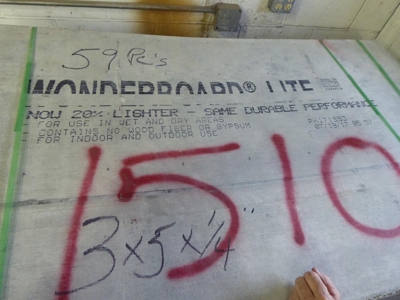 59 Pc's
WONDERBOARD® LITE
NOW 20% LIGHTER - SAME DURABLE PERFORMANCE
FOR USE IN WET AND DRY AREAS
CONTAINS NO WOOD FIBER OR GYPSUM
FOR INDOOR AND OUTDOOR USE
1510
3x5x¼"